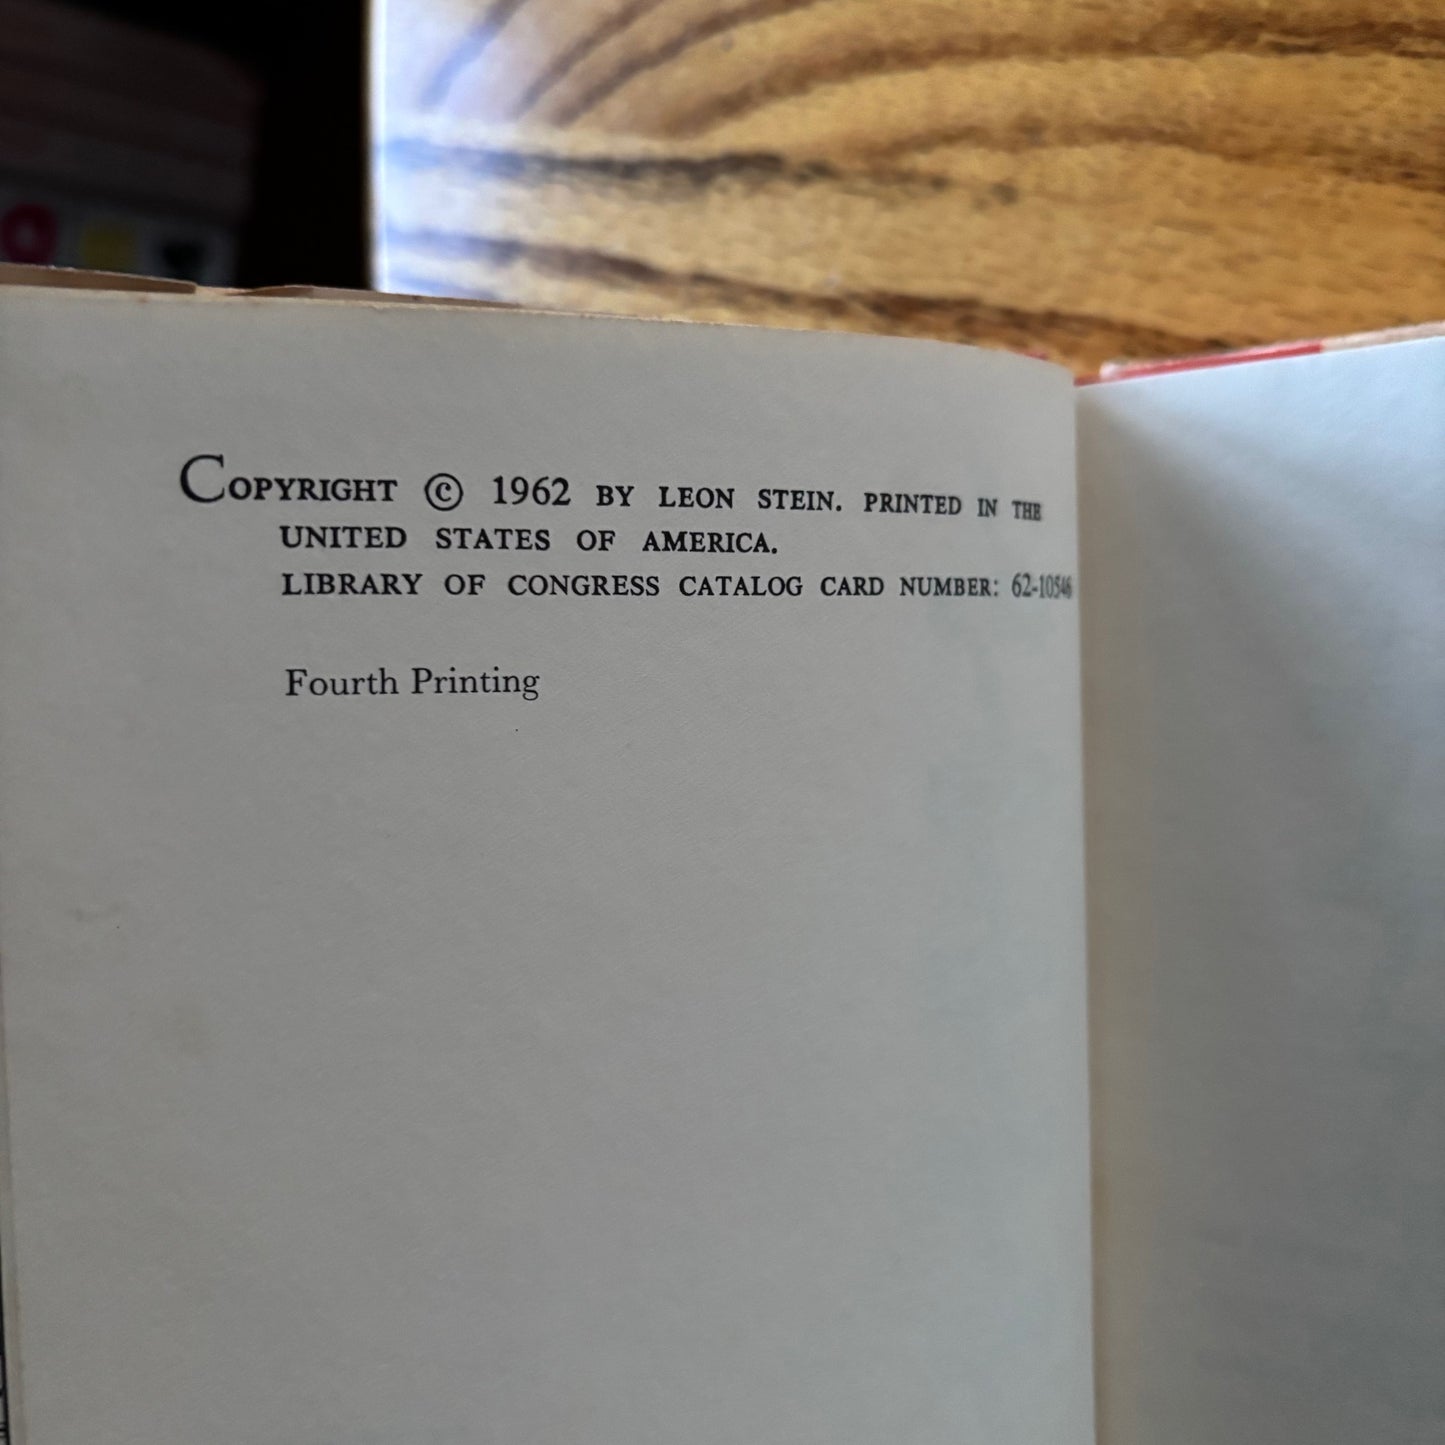 COPYRIGHT © 1962 BY LEON STEIN. PRINTED IN THE
UNITED STATES OF AMERICA.
LIBRARY OF CONGRESS CATALOG CARD NUMBER: 62-10546
Fourth Printing